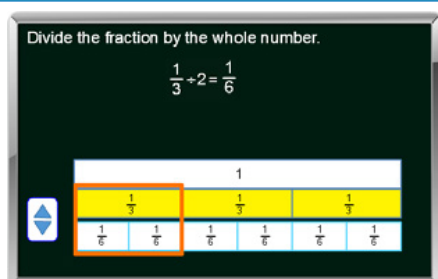 Divide the fraction by the whole number.
1/3 ÷ 2 = 1/6
1
1/3 1/3 1/3
1/6 1/6 1/6 1/6 1/6 1/6